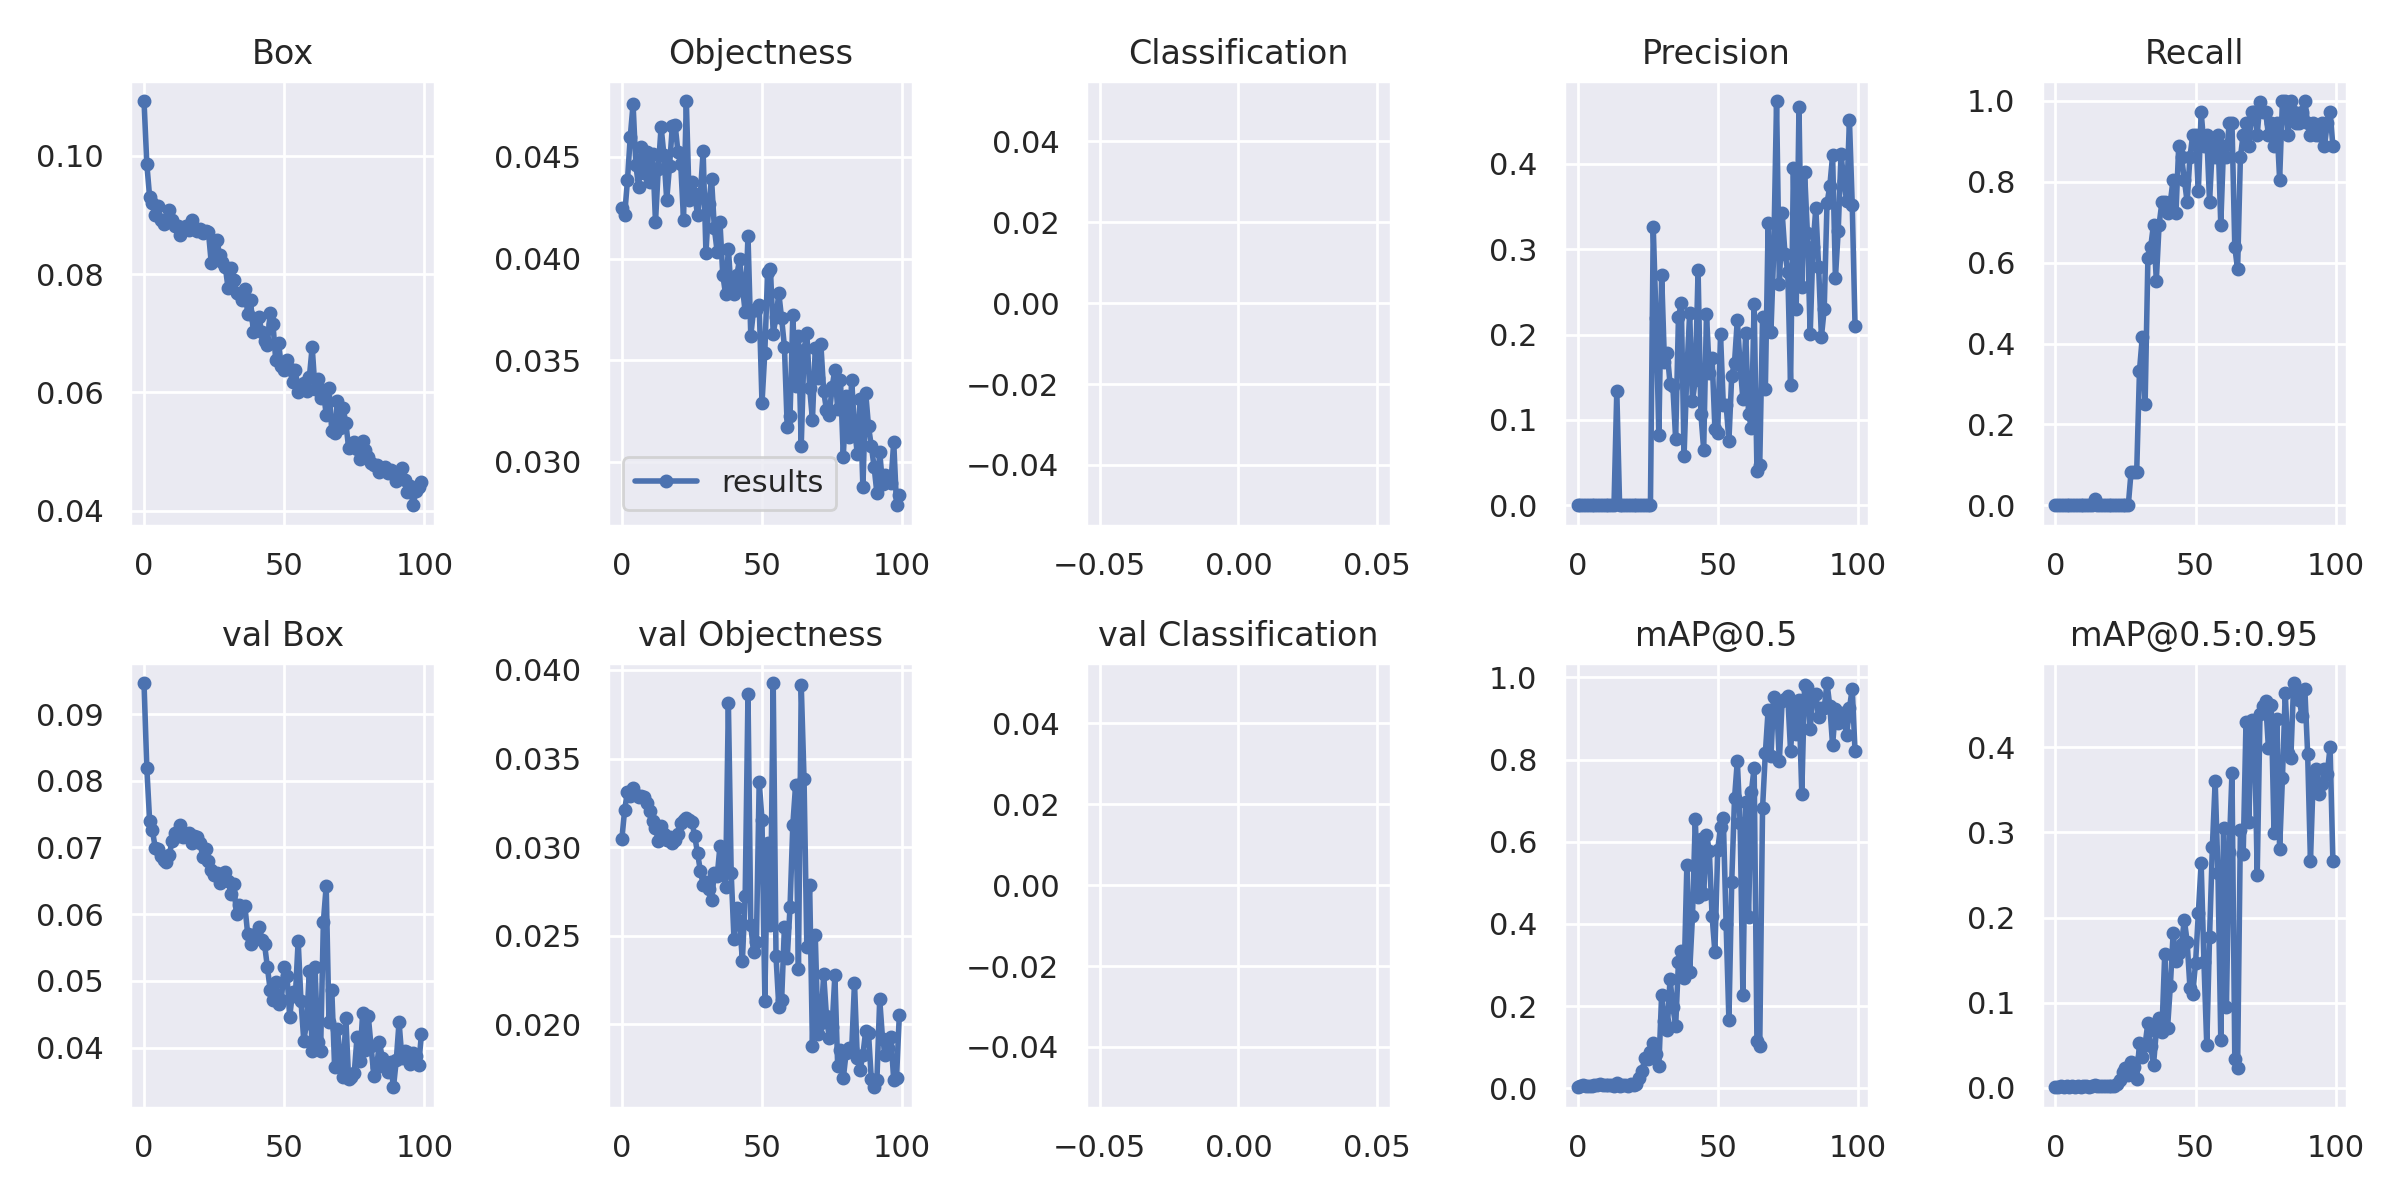 Box
Objectness
Classification
Precision
Recall
0.10
0.08
0.06
0.04
0 50 100
0.045
0.040
0.035
0.030
results
0 50 100
0.04
0.02
0.00
−0.02
−0.04
−0.05 0.00 0.05
0.4
0.3
0.2
0.1
0.0
0 50 100
1.0
0.8
0.6
0.4
0.2
0.0
0 50 100
val Box
val Objectness
val Classification
mAP@0.5
mAP@0.5:0.95
0.09
0.08
0.07
0.06
0.05
0.04
0 50 100
0.040
0.035
0.030
0.025
0.020
0 50 100
0.04
0.02
0.00
−0.02
−0.04
−0.05 0.00 0.05
1.0
0.8
0.6
0.4
0.2
0.0
0 50 100
0.4
0.3
0.2
0.1
0.0
0 50 100